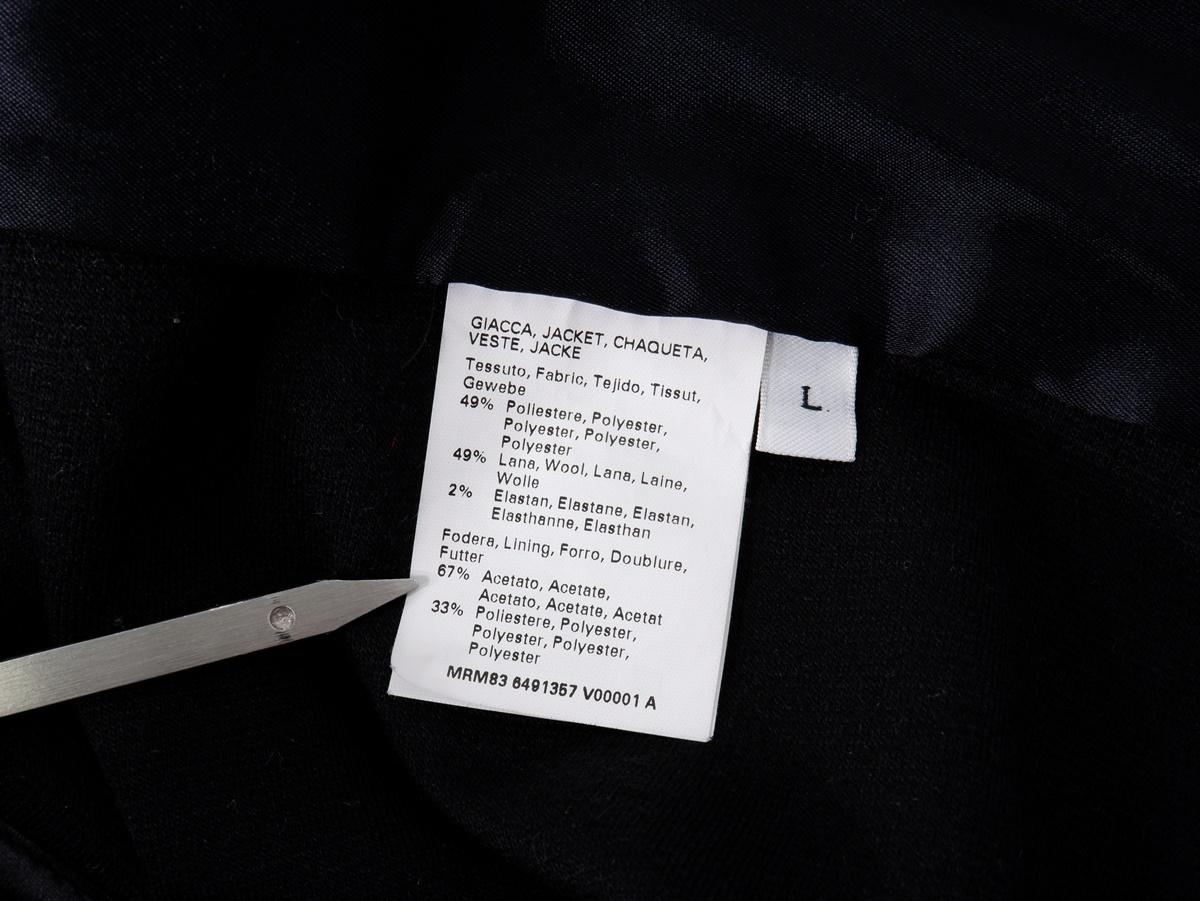 GIACCA, JACKET, CHAQUETA,
VESTE, JACKE
Tessuto, Fabric, Tejido, Tissut,
Gewebe
49% Poliestere, Polyester,
Polyester, Polyester,
Polyester
49% Lana, Wool, Lana, Laine,
Wolle
2% Elastan, Elastane, Elastan,
Elasthanne, Elasthan
Fodera, Lining, Forro, Doublure,
Futter
67% Acetato, Acetate,
Acetato, Acetate, Acetat
33% Poliestere, Polyester,
Polyester, Polyester,
Polyester
MRM83 6491357 V00001 A
L